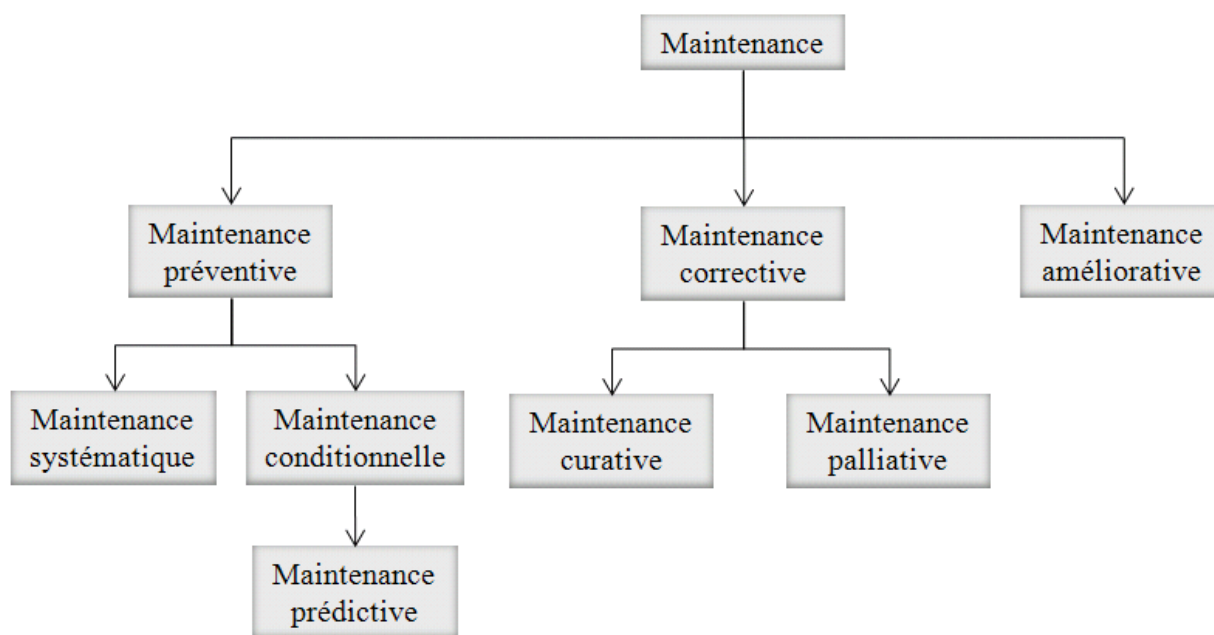 Maintenance
Maintenance
préventive
Maintenance
corrective
Maintenance
améliorative
Maintenance
systématique
Maintenance
conditionnelle
Maintenance
curative
Maintenance
palliative
Maintenance
prédictive